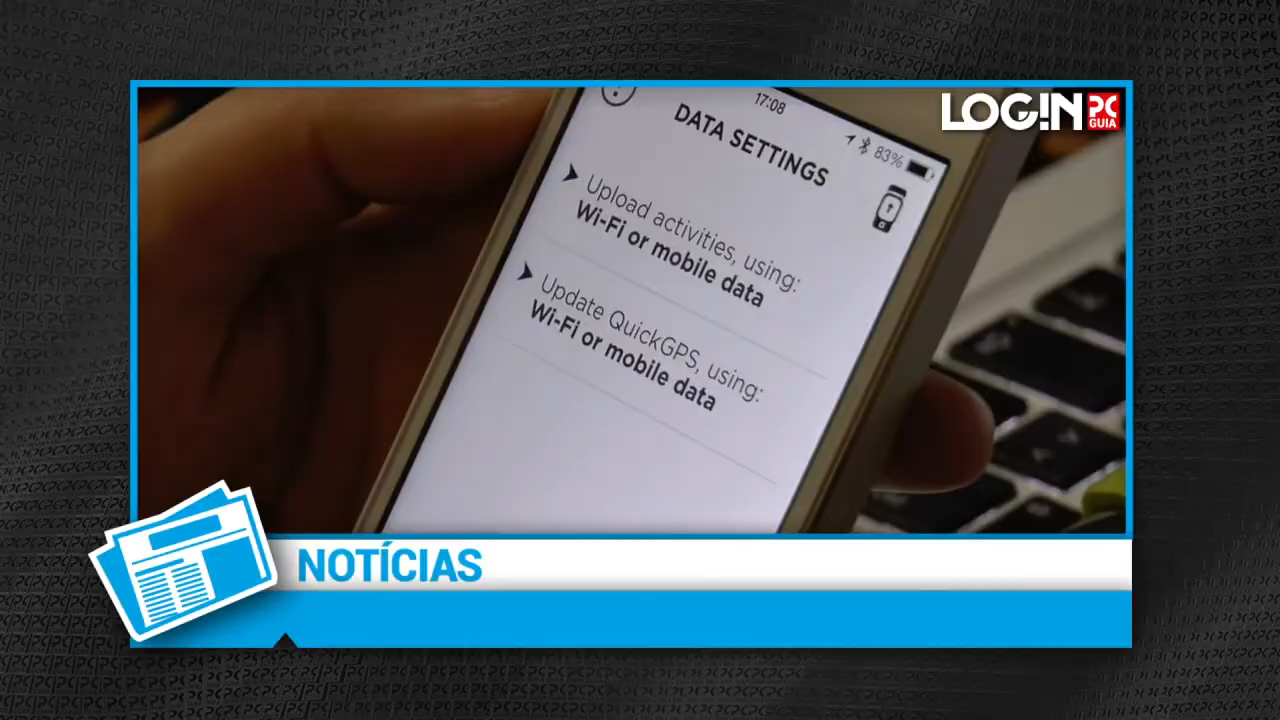 LOG!N PC
GUIA
17:08
83%
DATA SETTINGS
Upload activities, using:
Wi-Fi or mobile data
Update QuickGPS, using:
Wi-Fi or mobile data
NOTÍCIAS